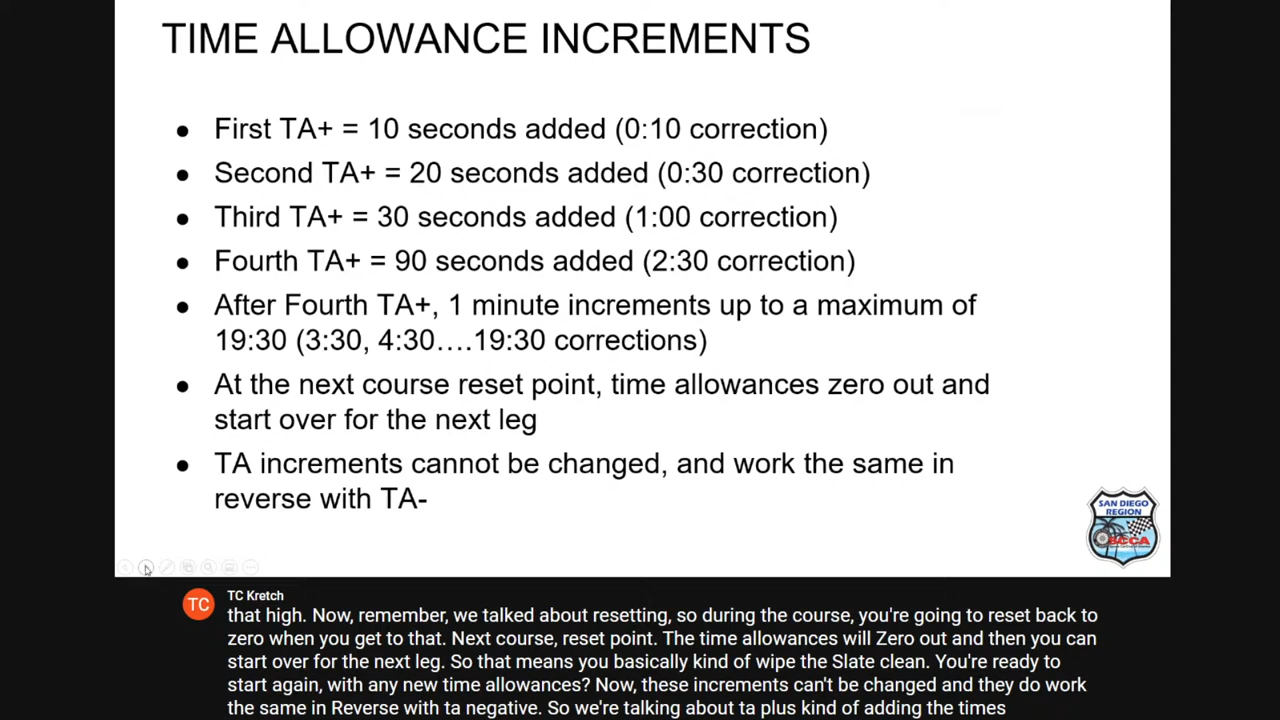 TIME ALLOWANCE INCREMENTS
● First TA+ = 10 seconds added (0:10 correction)
● Second TA+ = 20 seconds added (0:30 correction)
● Third TA+ = 30 seconds added (1:00 correction)
● Fourth TA+ = 90 seconds added (2:30 correction)
● After Fourth TA+, 1 minute increments up to a maximum of
19:30 (3:30, 4:30….19:30 corrections)
● At the next course reset point, time allowances zero out and
start over for the next leg
● TA increments cannot be changed, and work the same in
reverse with TA-
SAN DIEGO
REGION
SCCA
TC
TC Kretch
that high. Now, remember, we talked about resetting, so during the course, you're going to reset back to
zero when you get to that. Next course, reset point. The time allowances will Zero out and then you can
start over for the next leg. So that means you basically kind of wipe the Slate clean. You're ready to
start again, with any new time allowances? Now, these increments can't be changed and they do work
the same in Reverse with ta negative. So we're talking about ta plus kind of adding the times